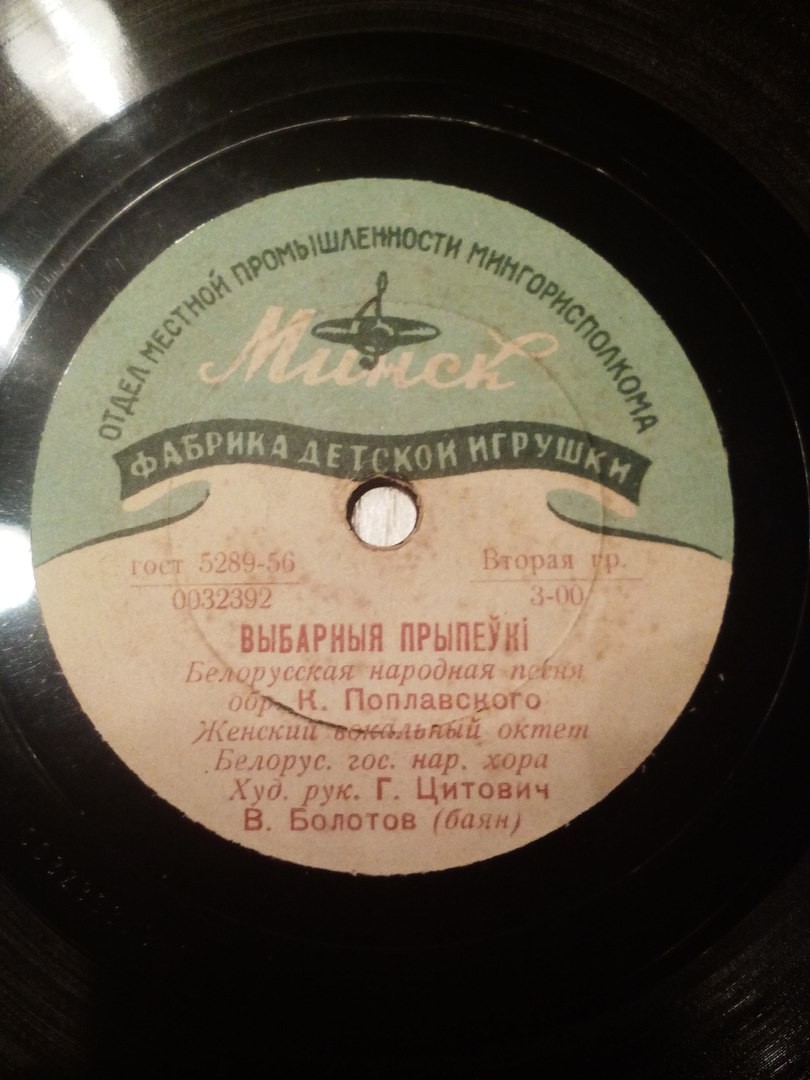 ОТДЕЛ МЕСТНОЙ ПРОМЫШЛЕННОСТИ МИНГОРИСПОЛКОМА
Минск
ФАБРИКА ДЕТСКОЙ ИГРУШКИ
гост 5289-56
Вторая гр.
0032392
3-00
ВЫБАРНЫЯ ПРЫПЕЎКІ
Белорусская народная песня
обр. К. Поплавского
Женский вокальный октет
Белорус. гос. нар. хора
Худ. рук. Г. Цитович
В. Болотов (баян)